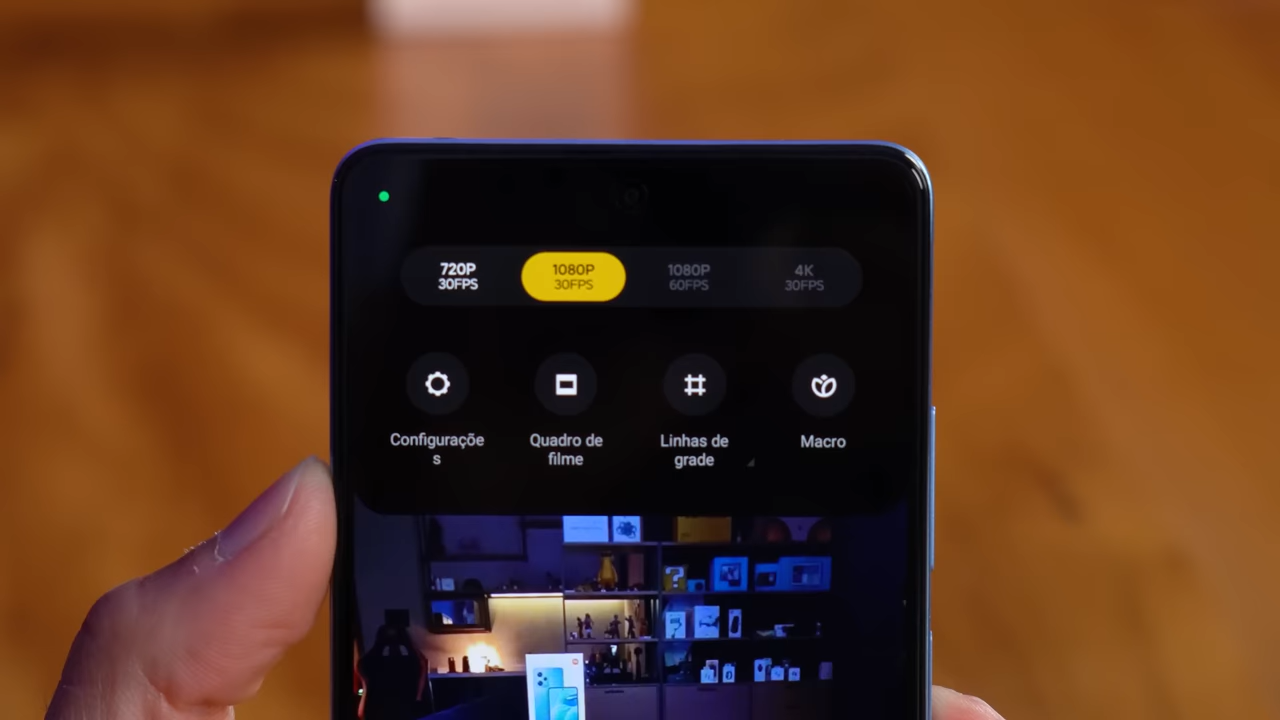 720P
30FPS
1080P
30FPS
1080P
60FPS
4K
30FPS
Configuraçõe
s
Quadro de
filme
Linhas de
grade
Macro